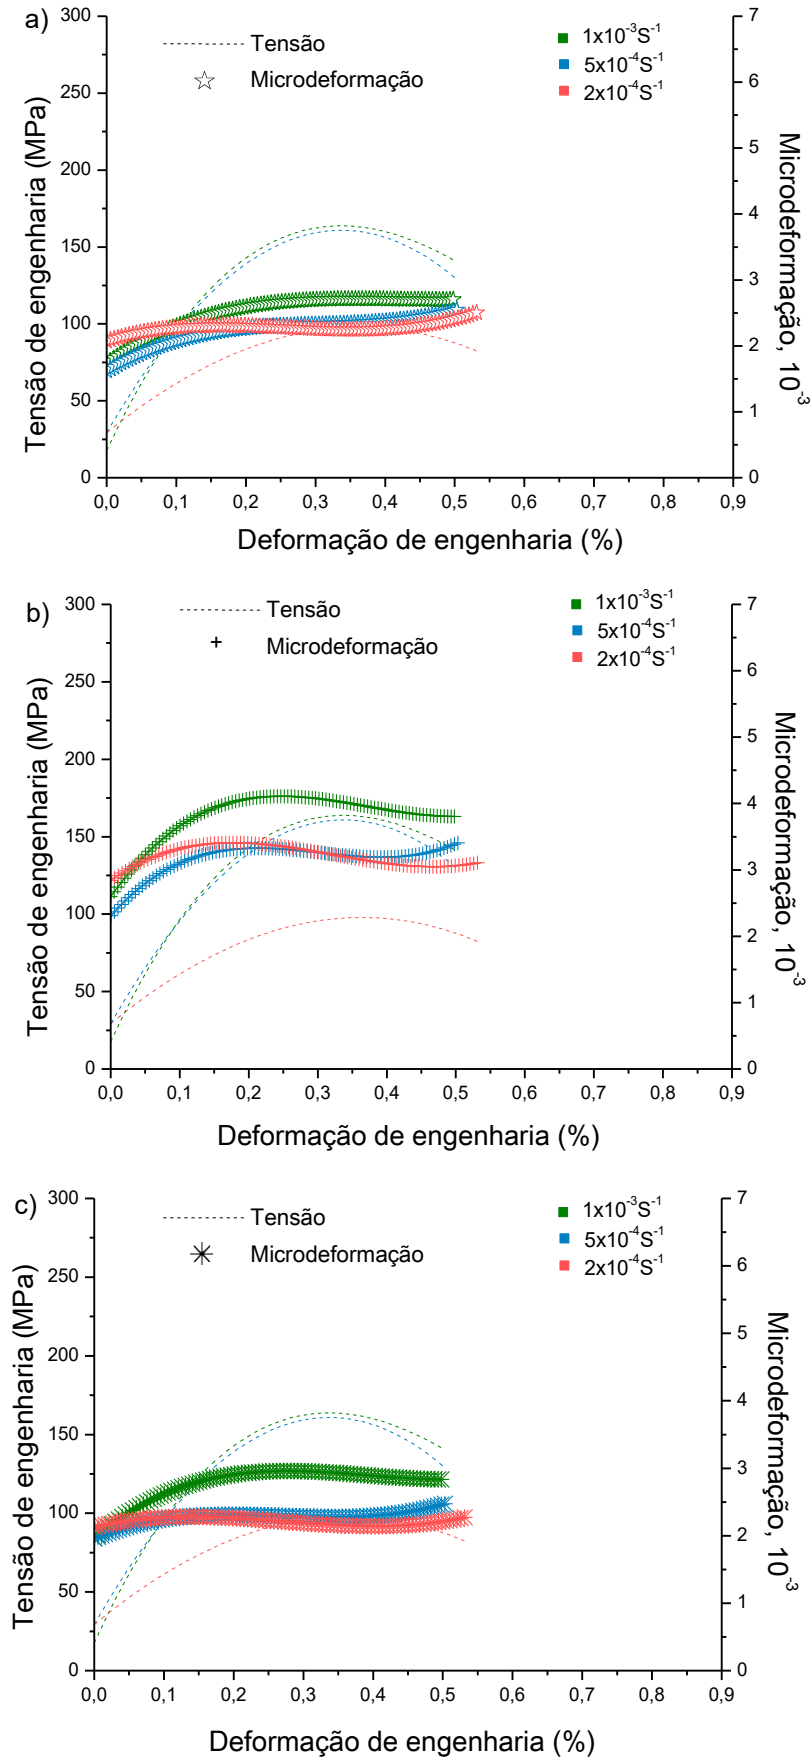 a)
Tensão
Microdeformação
1x10⁻³S⁻¹
5x10⁻⁴S⁻¹
2x10⁻⁴S⁻¹
Tensão de engenharia (MPa)
300
250
200
150
100
50
0
Microdeformação, 10⁻³
7
6
5
4
3
2
1
0
0,0 0,1 0,2 0,3 0,4 0,5 0,6 0,7 0,8 0,9
Deformação de engenharia (%)
b)
Tensão
Microdeformação
1x10⁻³S⁻¹
5x10⁻⁴S⁻¹
2x10⁻⁴S⁻¹
Tensão de engenharia (MPa)
300
250
200
150
100
50
0
Microdeformação, 10⁻³
7
6
5
4
3
2
1
0
0,0 0,1 0,2 0,3 0,4 0,5 0,6 0,7 0,8 0,9
Deformação de engenharia (%)
c)
Tensão
Microdeformação
1x10⁻³S⁻¹
5x10⁻⁴S⁻¹
2x10⁻⁴S⁻¹
Tensão de engenharia (MPa)
300
250
200
150
100
50
0
Microdeformação, 10⁻³
7
6
5
4
3
2
1
0
0,0 0,1 0,2 0,3 0,4 0,5 0,6 0,7 0,8 0,9
Deformação de engenharia (%)